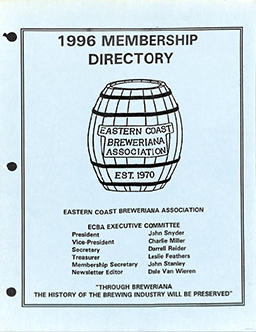 1996 MEMBERSHIP
DIRECTORY
EASTERN COAST
BREWERIANA
ASSOCIATION
EST. 1970
EASTERN COAST BREWERIANA ASSOCIATION
ECBA EXECUTIVE COMMITTEE
President John Snyder
Vice-President Charlie Miller
Secretary Darrell Reider
Treasurer Leslie Feathers
Membership Secretary John Stanley
Newsletter Editor Dale Van Wieren
"THROUGH BREWERIANA
THE HISTORY OF THE BREWING INDUSTRY WILL BE PRESERVED"